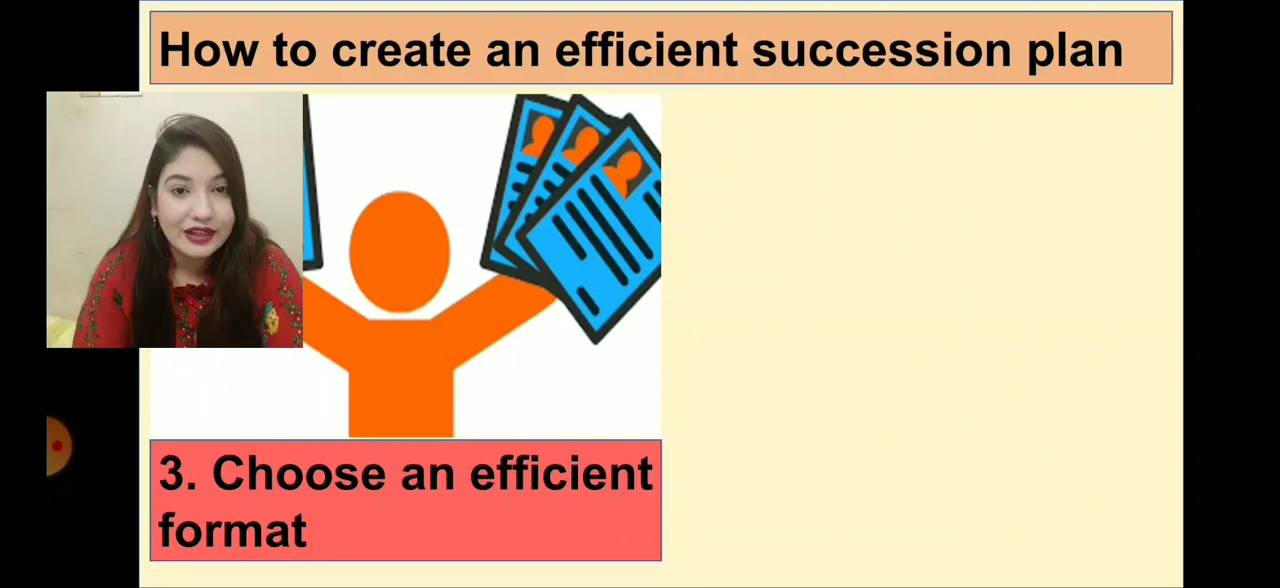 How to create an efficient succession plan
3. Choose an efficient
format